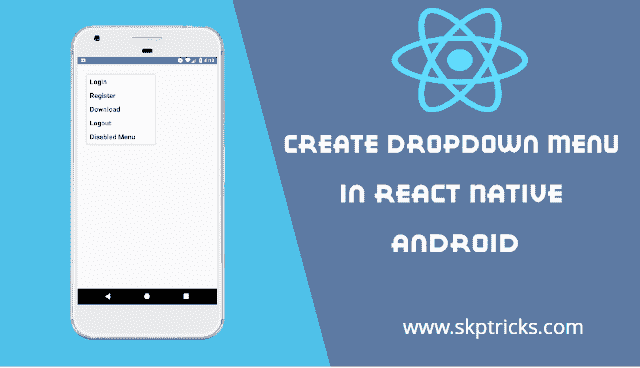 Login
Register
Download
Logout
Disabled Menu
CREATE DROPDOWN MENU
IN REACT NATIVE
ANDROID
www.skptricks.com